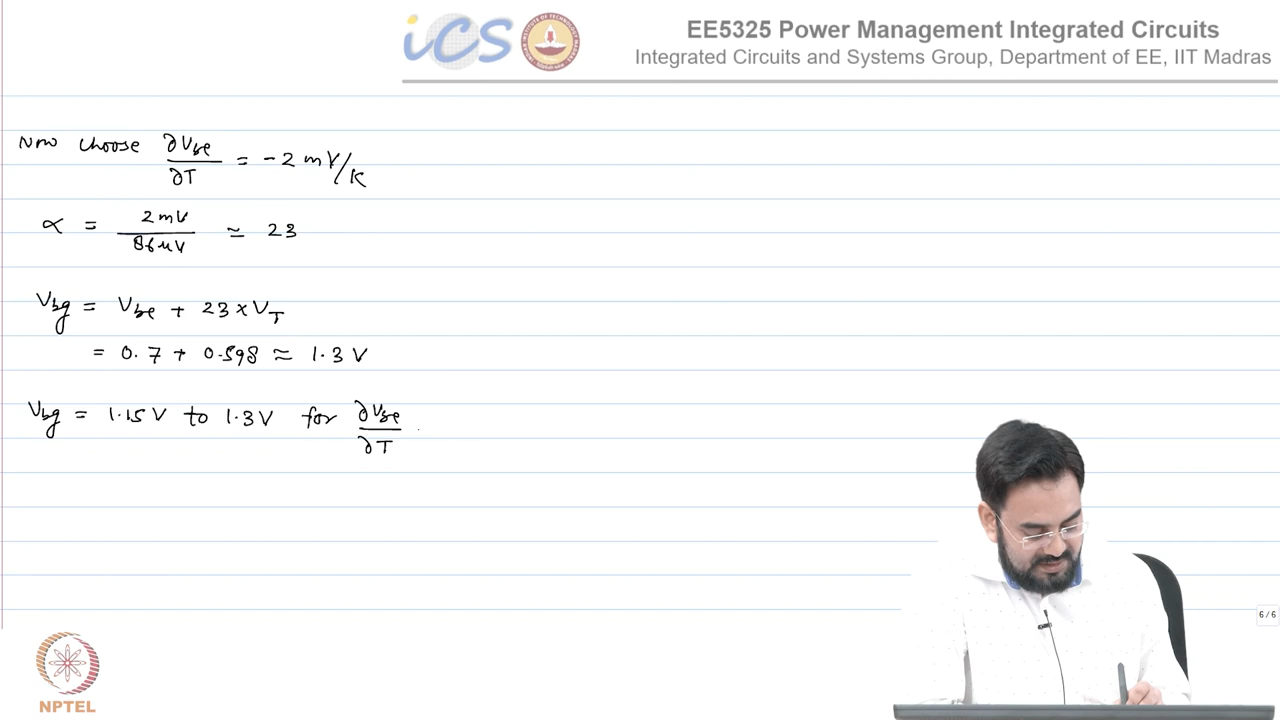 iCS
EE5325 Power Management Integrated Circuits
Integrated Circuits and Systems Group, Department of EE, IIT Madras
Now choose ∂Vbe/∂T = -2 mV/K
α = 2mV/86μV ≃ 23
Vbg = Vbe + 23 × VT
= 0.7 + 0.598 ≈ 1.3 V
Vbg = 1.15 V to 1.3 V for ∂Vbe/∂T
6 / 6
NPTEL